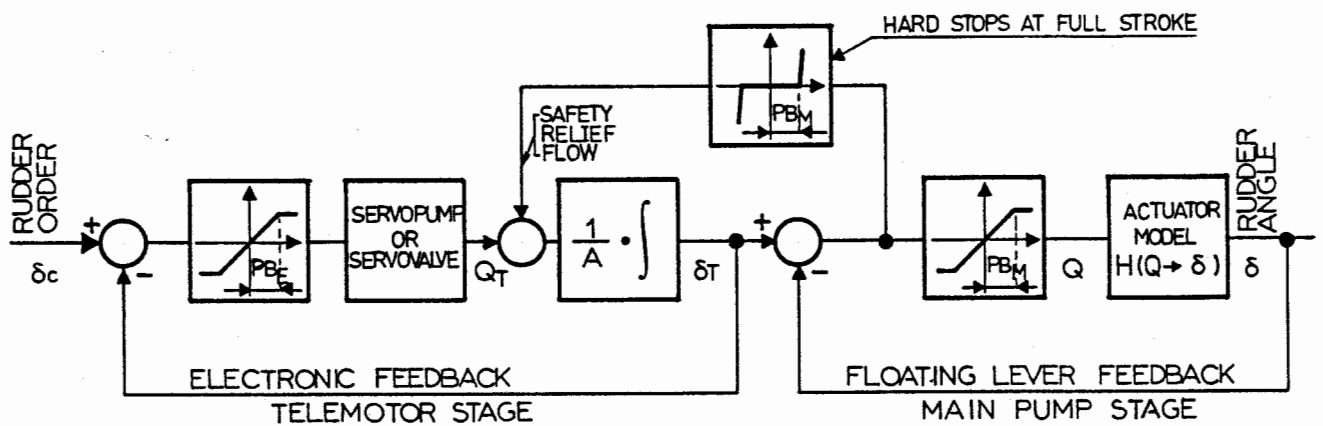 HARD STOPS AT FULL STROKE
PBM
SAFETY
RELIEF
FLOW
RUDDER
ORDER
δc
+
-
PBE
SERVOPUMP
OR
SERVOVALVE
QT
1
A
·
∫
δT
+
-
PBM
Q
ACTUATOR
MODEL
H(Q→δ)
RUDDER
ANGLE
δ
ELECTRONIC FEEDBACK
TELEMOTOR STAGE
FLOATING LEVER FEEDBACK
MAIN PUMP STAGE